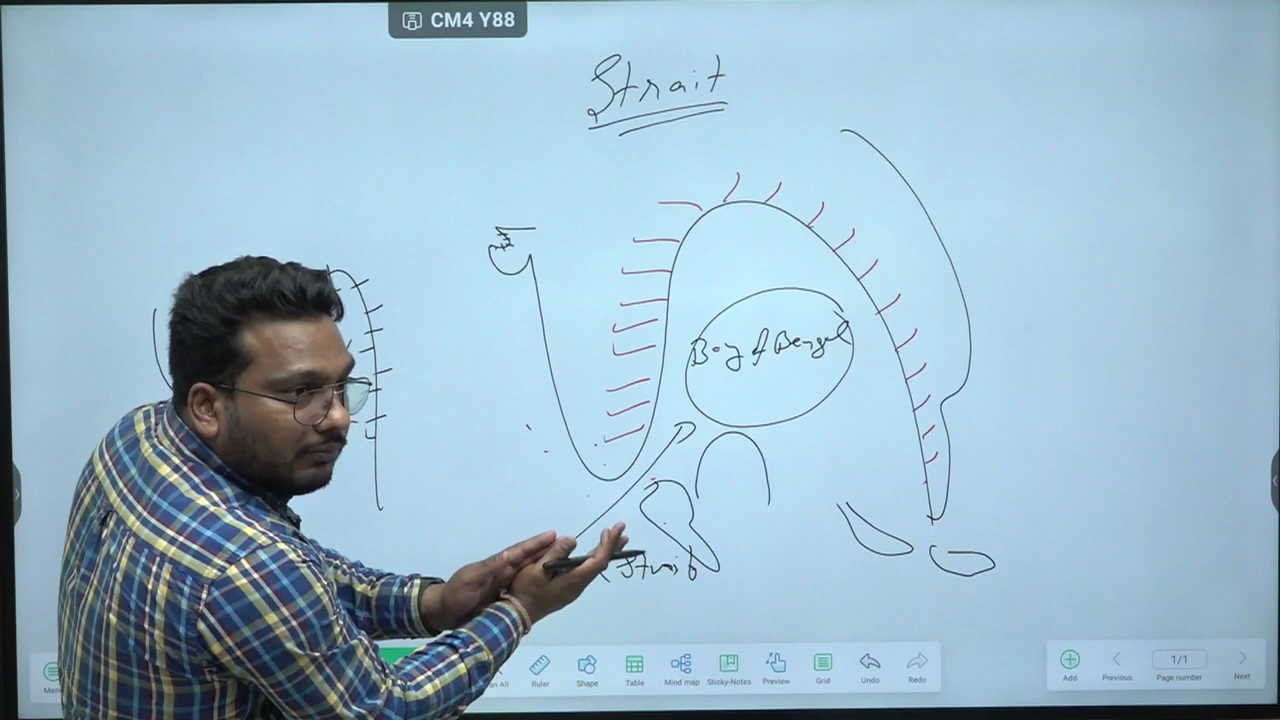 CM4 Y88
Strait
Bay of Bengal
Strait
Ruler
Shape
Table
Mind map
Sticky-Notes
Preview
Grid
Undo
Redo
Add
Previous
1/1
Page number
Next